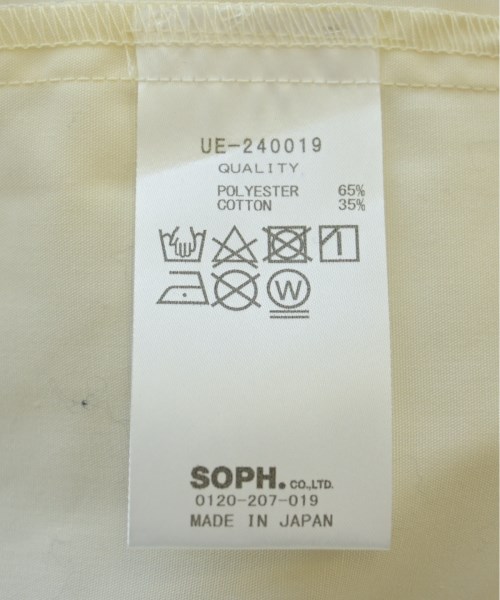 UE-240019
QUALITY
POLYESTER 65%
COTTON 35%
W
SOPH. CO.,LTD.
0120-207-019
MADE IN JAPAN